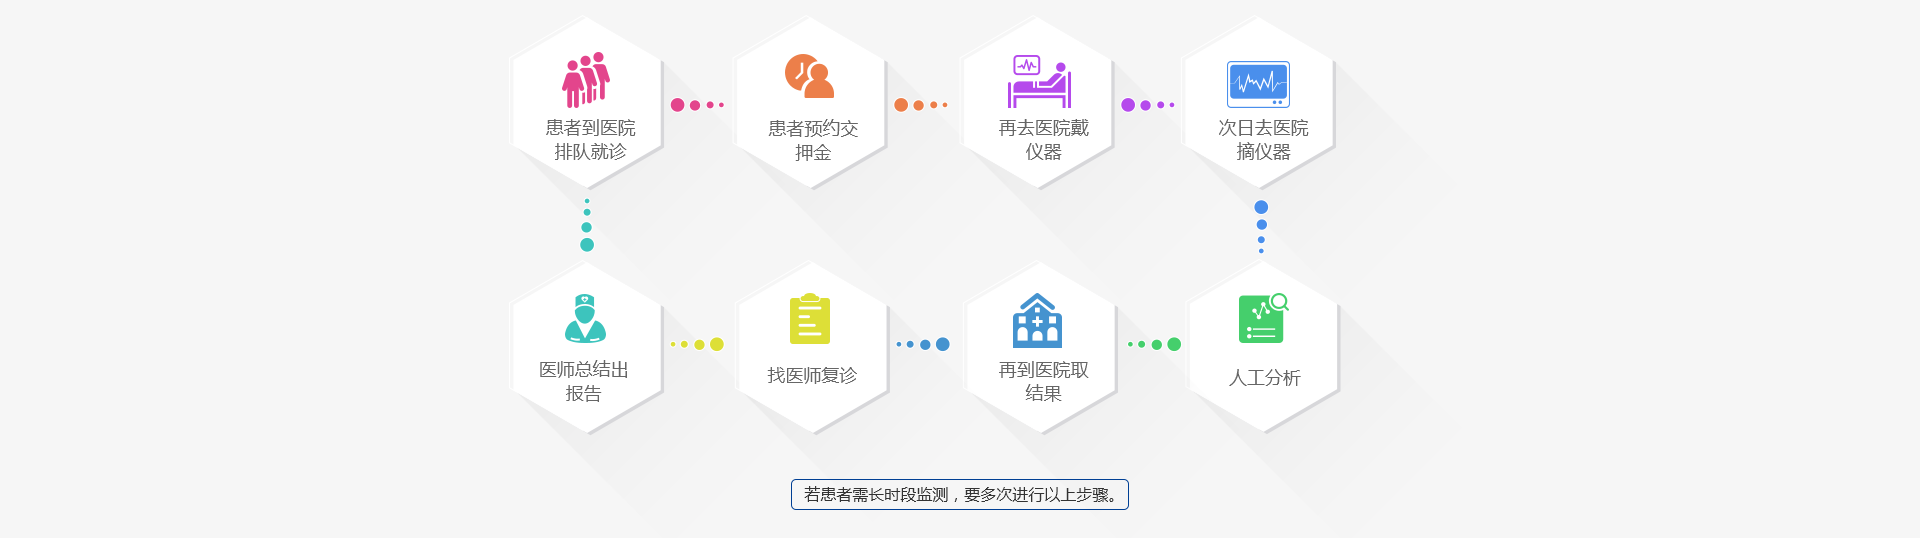 患者到医院
排队就诊
患者预约交
押金
再去医院戴
仪器
次日去医院
摘仪器
医师总结出
报告
找医师复诊
再到医院取
结果
人工分析
若患者需长时段监测，要多次进行以上步骤。